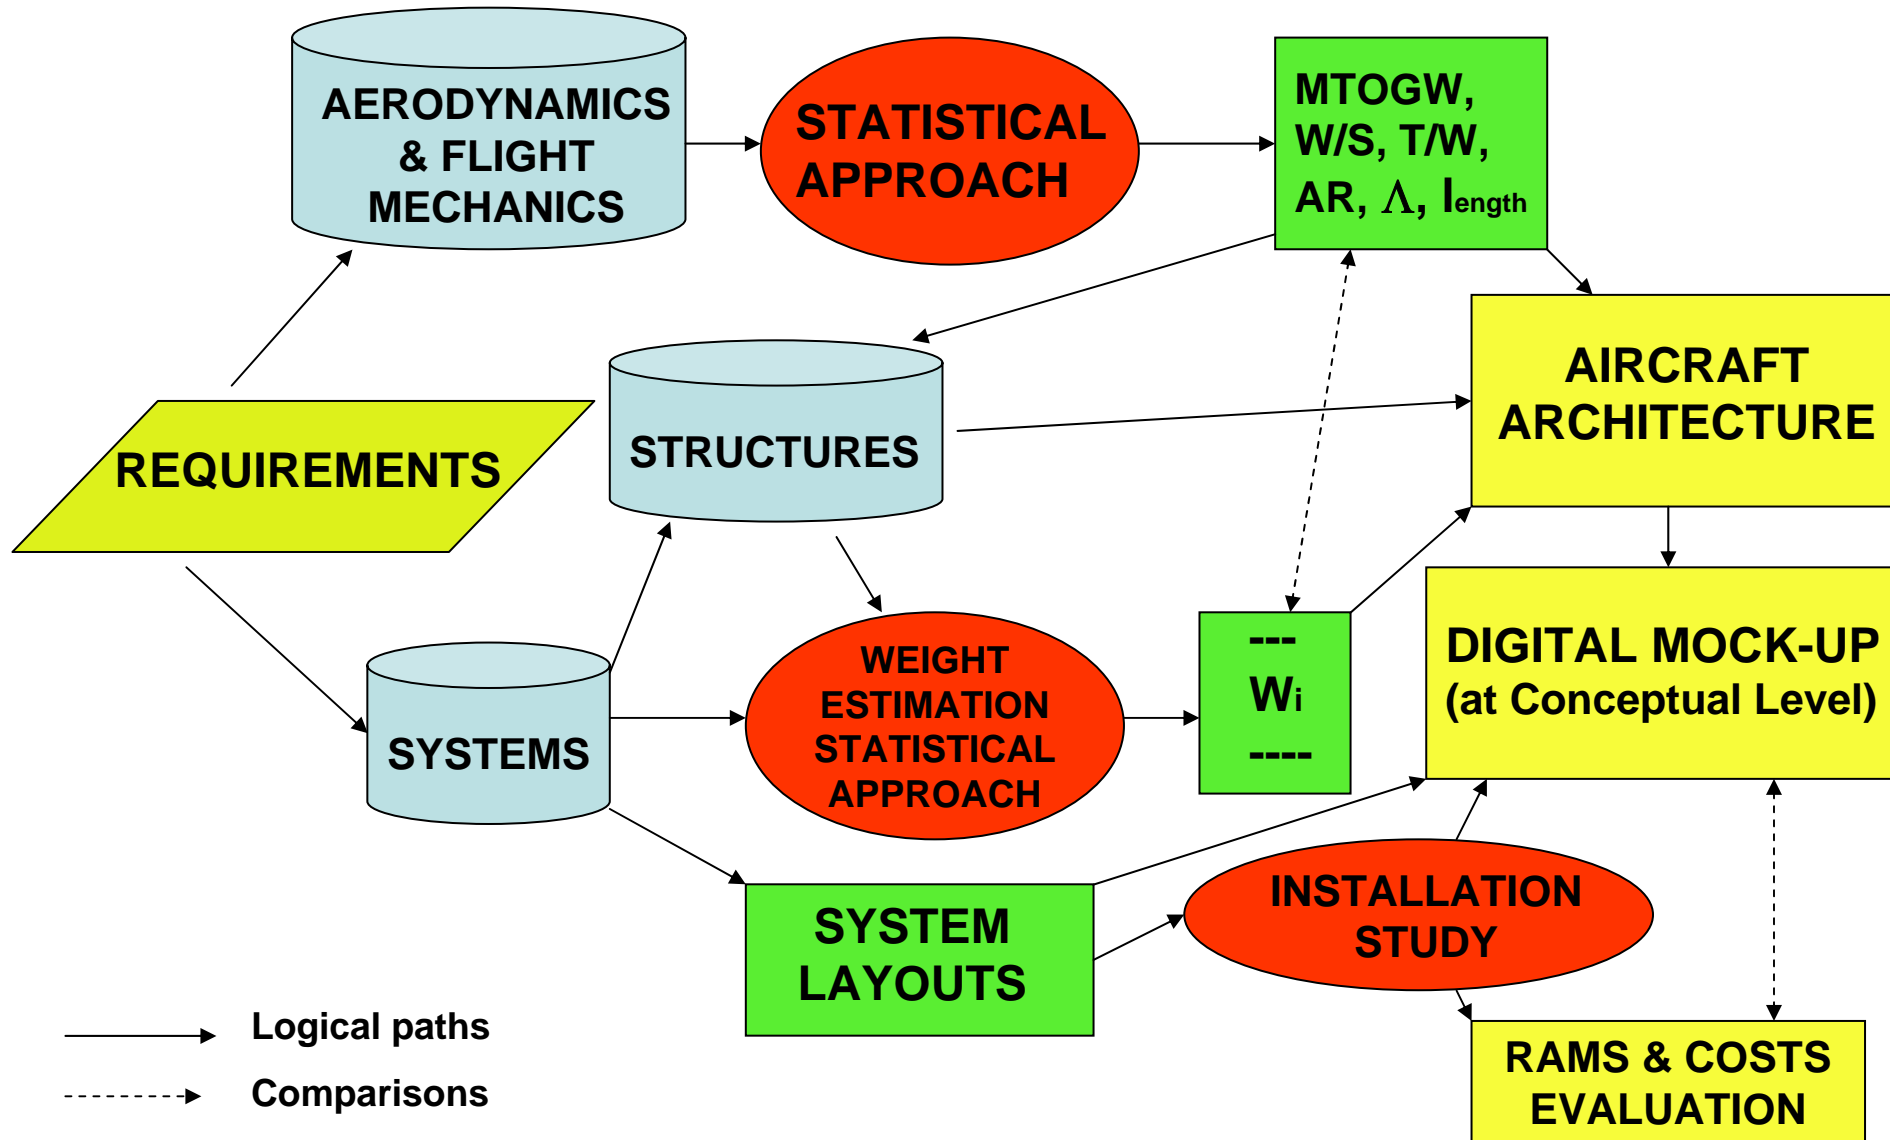 AERODYNAMICS
& FLIGHT
MECHANICS
STATISTICAL
APPROACH
MTOGW,
W/S, T/W,
AR, Λ, length
AIRCRAFT
ARCHITECTURE
STRUCTURES
REQUIREMENTS
SYSTEMS
WEIGHT
ESTIMATION
STATISTICAL
APPROACH
---
Wi
----
DIGITAL MOCK-UP
(at Conceptual Level)
SYSTEM
LAYOUTS
INSTALLATION
STUDY
RAMS & COSTS
EVALUATION
Logical paths
Comparisons